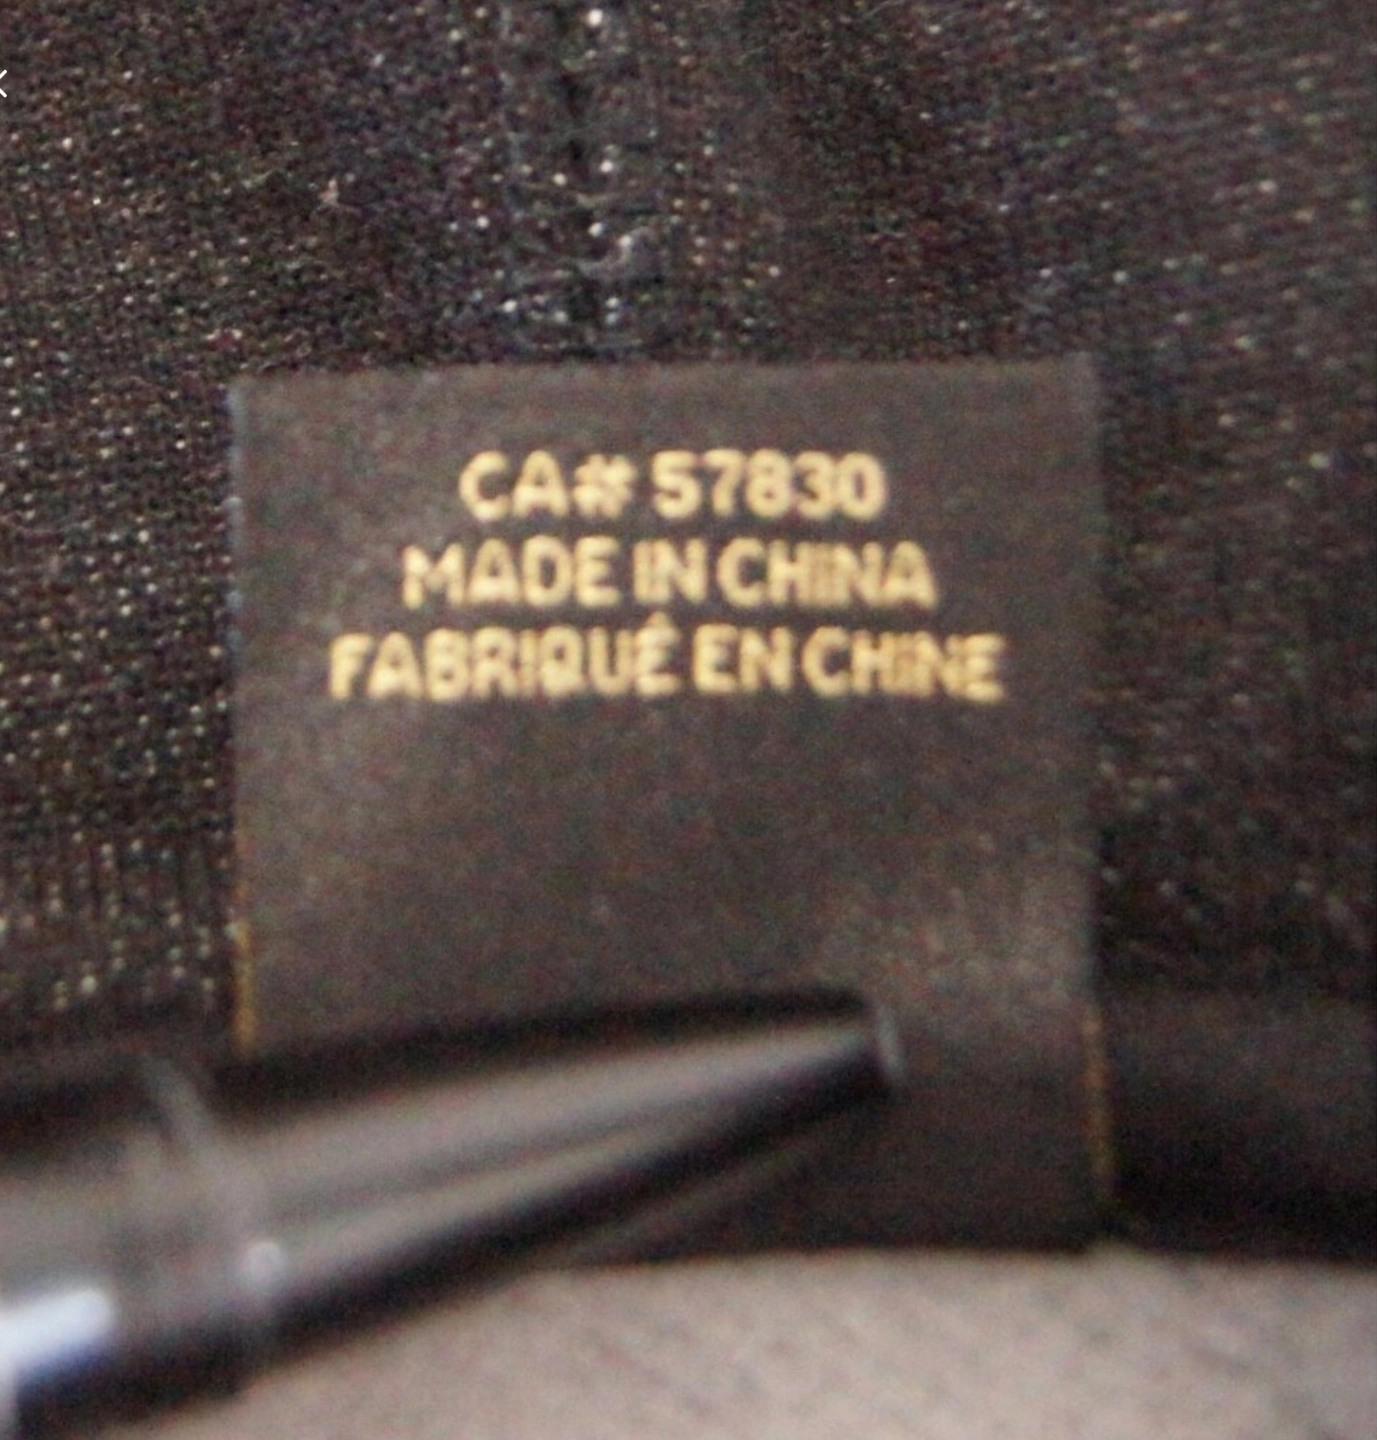 CA# 57830
MADE IN CHINA
FABRIQUÉ EN CHINE